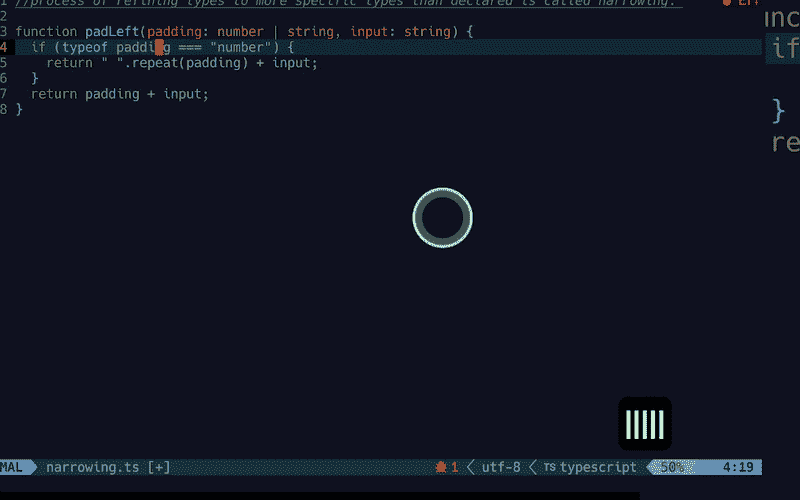 1 //process of refining types to more specific types than declared is called narrowing.
2
3 function padLeft(padding: number | string, input: string) {
4   if (typeof padding === "number") {
5     return " ".repeat(padding) + input;
6   }
7   return padding + input;
8 }
inc
if
}
re
MAL narrowing.ts [+] 1 utf-8 TS typescript 50% 4:19